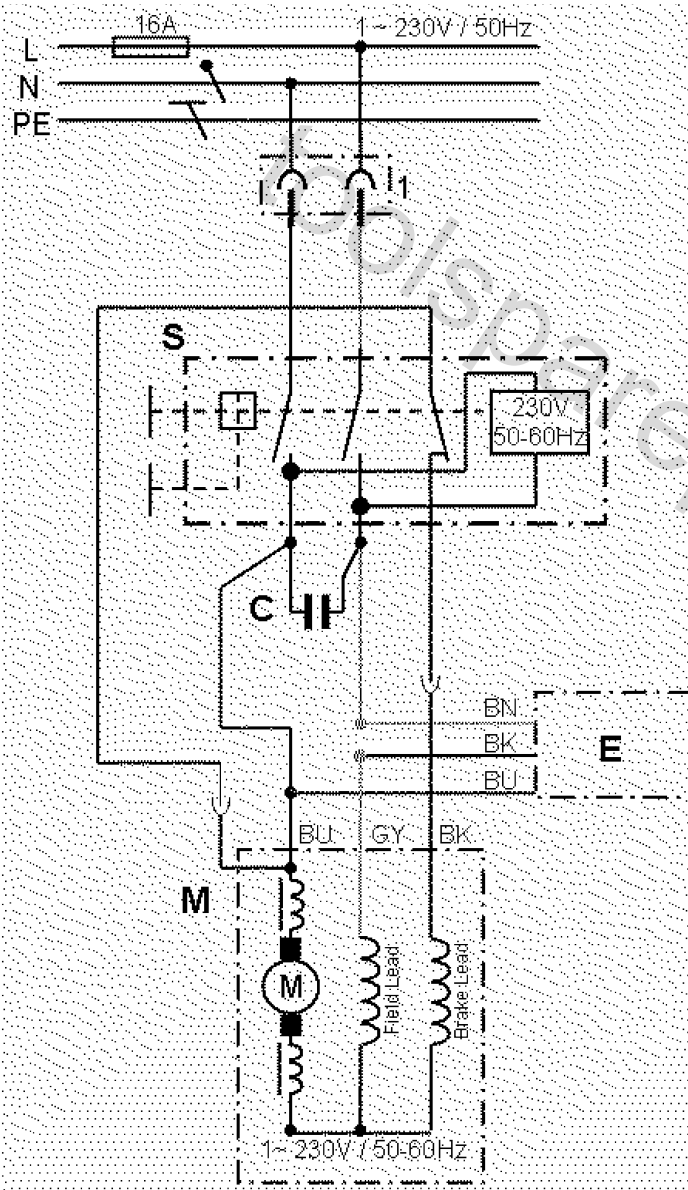 16A
1 ~ 230V / 50Hz
L
N
PE
1
toolspare
S
230V
50-60Hz
C
BN
BK
E
BU
BU GY BK
M
M
Field Lead
Brake Lead
1~ 230V / 50-60Hz